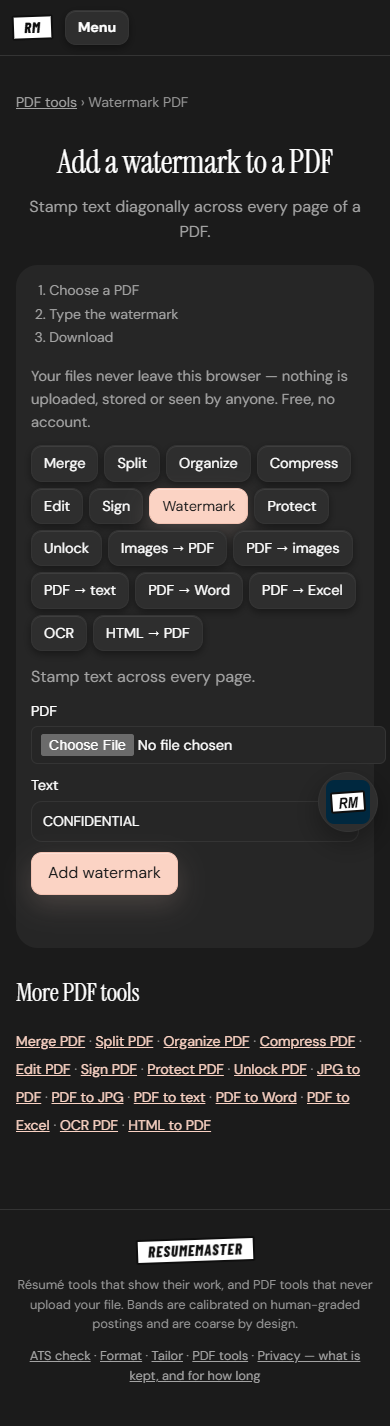 RM Menu
PDF tools › Watermark PDF
Add a watermark to a PDF
Stamp text diagonally across every page of a
PDF.
1. Choose a PDF
2. Type the watermark
3. Download
Your files never leave this browser — nothing is
uploaded, stored or seen by anyone. Free, no
account.
Merge Split Organize Compress
Edit Sign Watermark Protect
Unlock Images → PDF PDF → images
PDF → text PDF → Word PDF → Excel
OCR HTML → PDF
Stamp text across every page.
PDF
Choose File No file chosen
Text
RM
CONFIDENTIAL
Add watermark
More PDF tools
Merge PDF · Split PDF · Organize PDF · Compress PDF ·
Edit PDF · Sign PDF · Protect PDF · Unlock PDF · JPG to
PDF · PDF to JPG · PDF to text · PDF to Word · PDF to
Excel · OCR PDF · HTML to PDF
RESUMEMASTER
Résumé tools that show their work, and PDF tools that never
upload your file. Bands are calibrated on human-graded
postings and are coarse by design.
ATS check · Format · Tailor · PDF tools · Privacy — what is
kept, and for how long